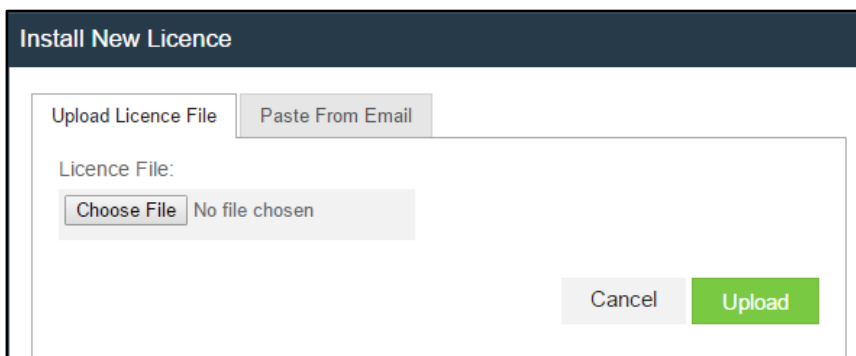 Install New Licence
Upload Licence File Paste From Email
Licence File:
Choose File No file chosen
Cancel Upload